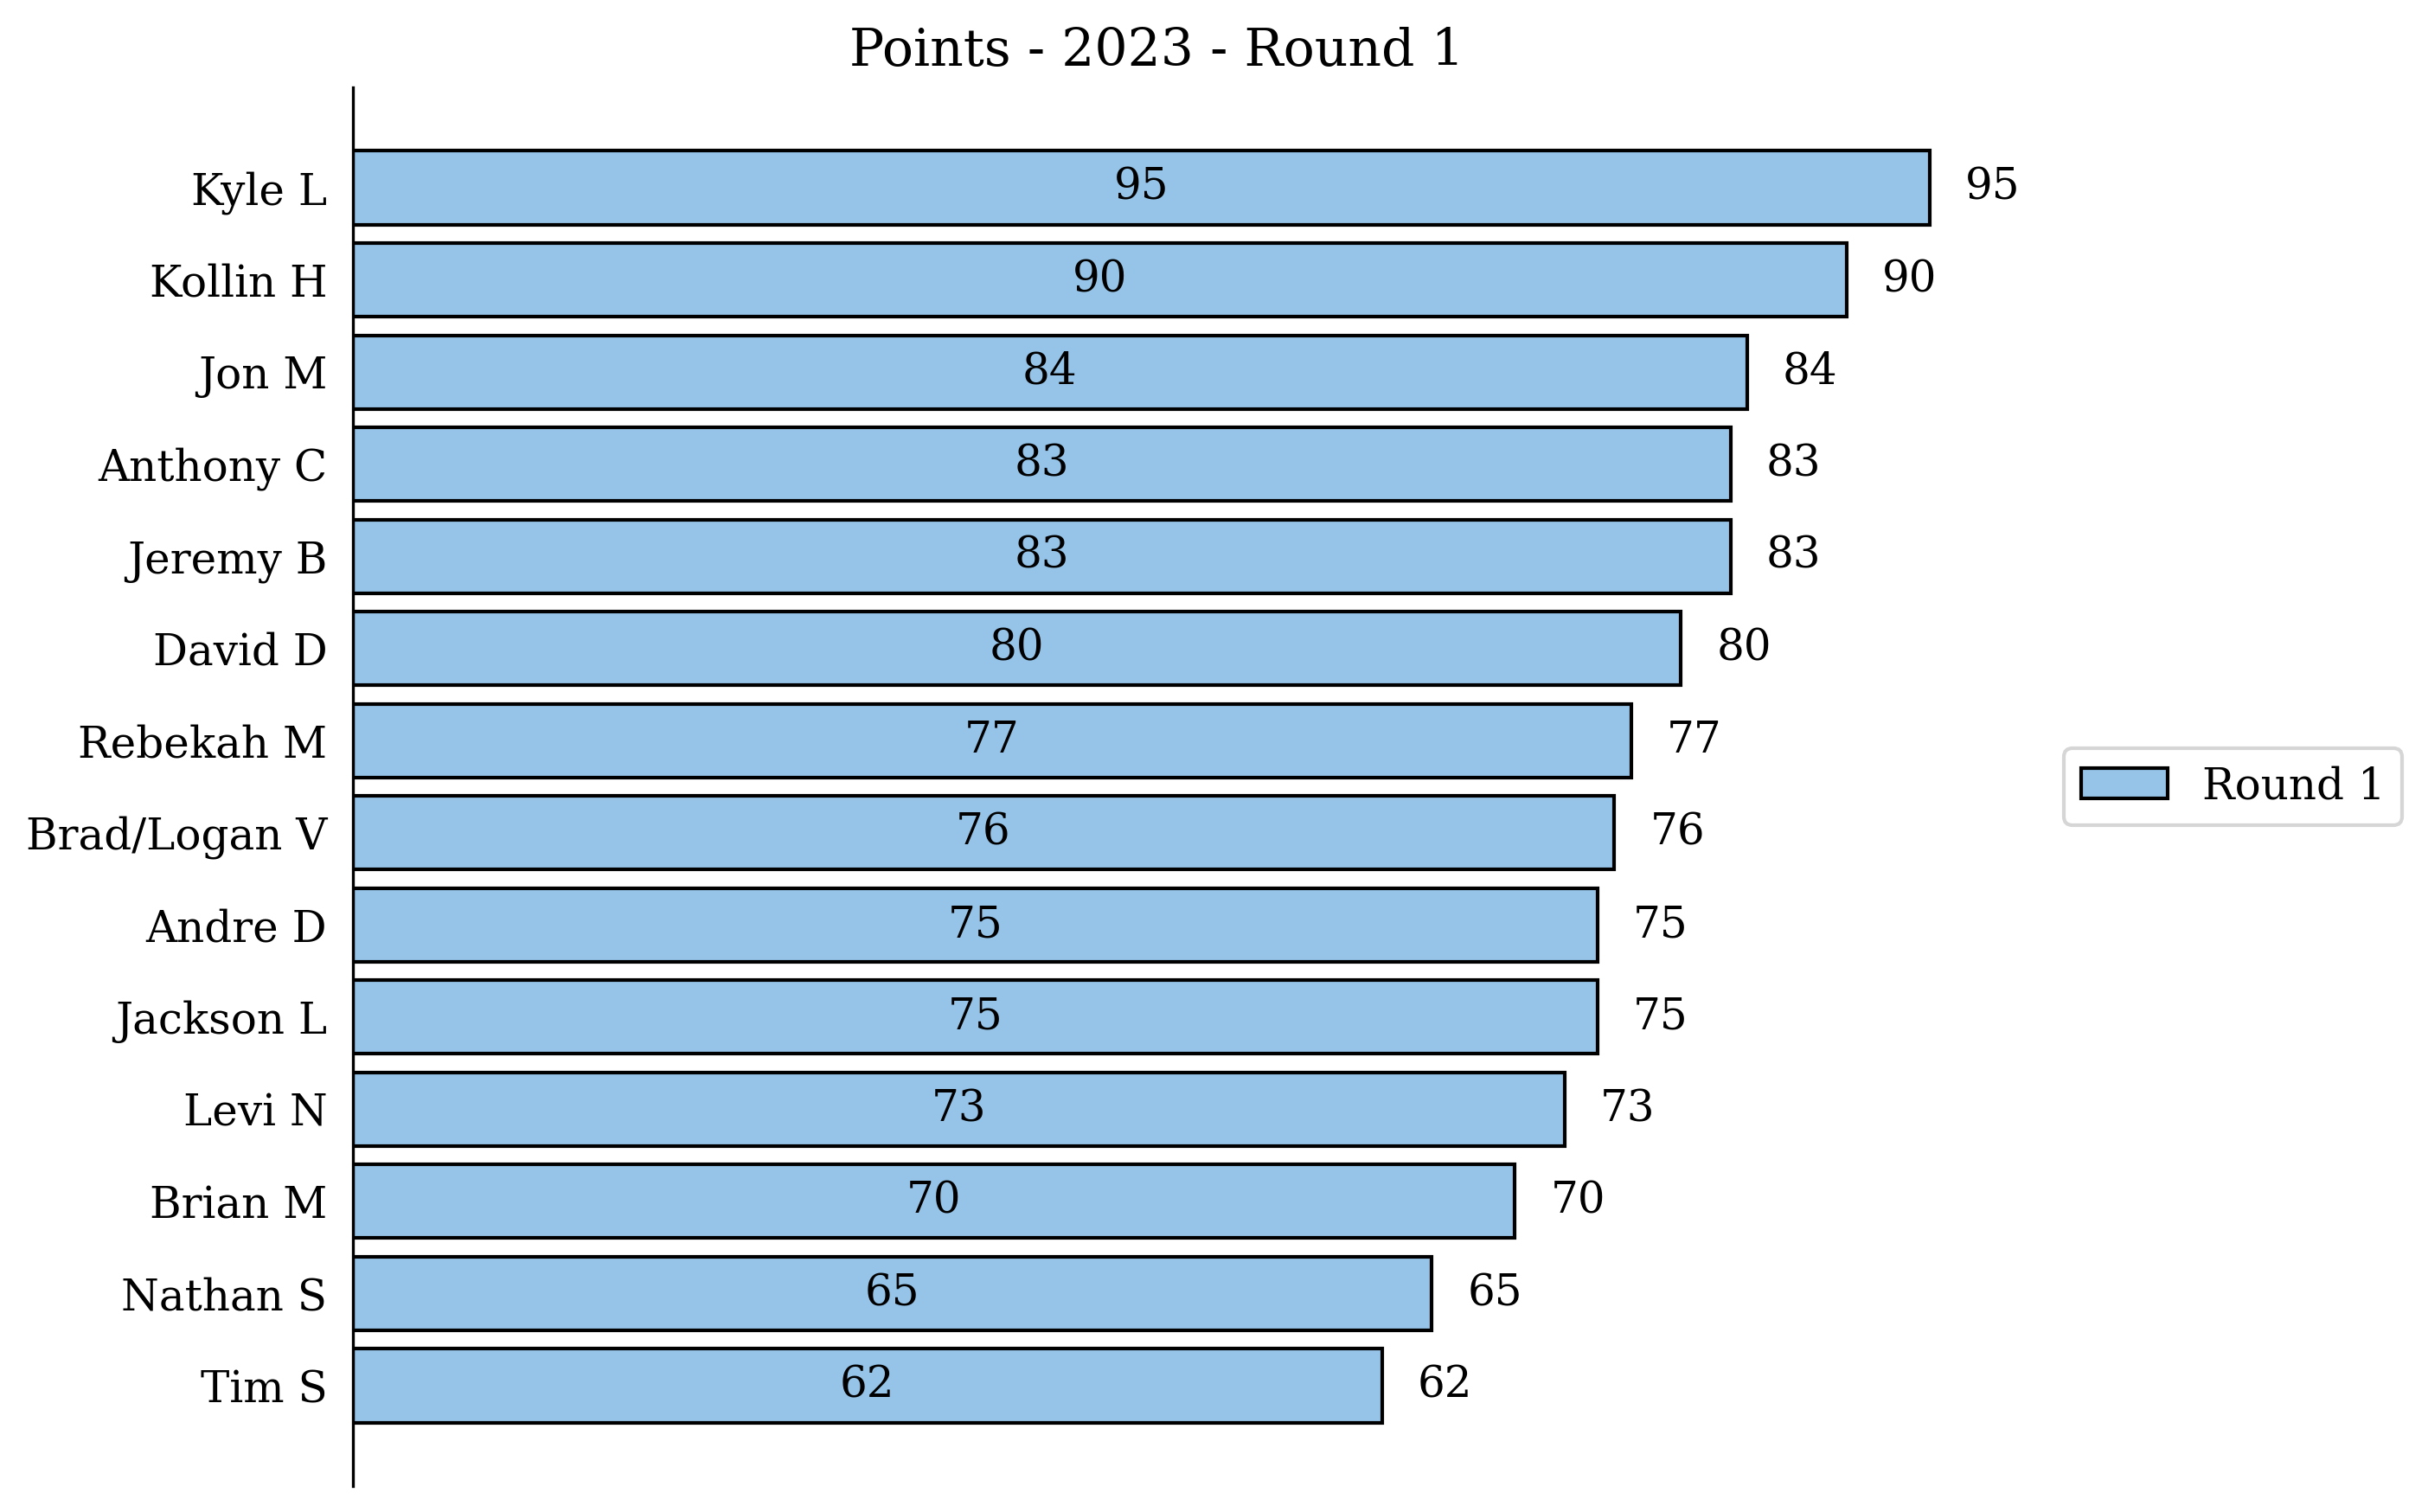 Points - 2023 - Round 1
Kyle L 95 95
Kollin H 90 90
Jon M 84 84
Anthony C 83 83
Jeremy B 83 83
David D 80 80
Rebekah M 77 77
Brad/Logan V 76 76
Andre D 75 75
Jackson L 75 75
Levi N 73 73
Brian M 70 70
Nathan S 65 65
Tim S 62 62
Round 1